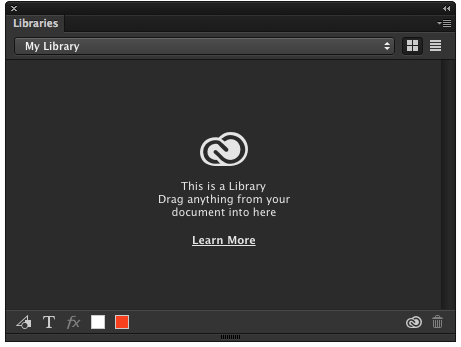 Libraries
My Library
This is a Library
Drag anything from your
document into here
Learn More
T fx